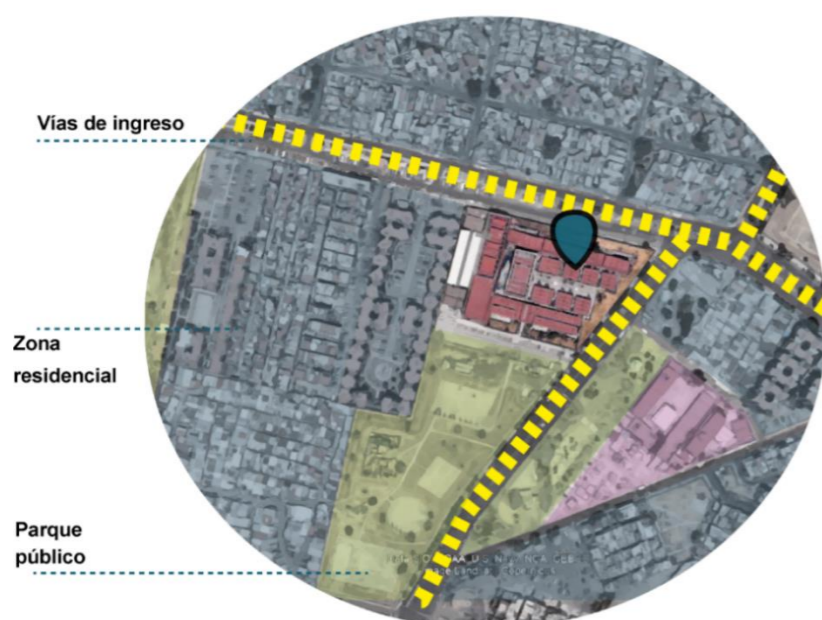 Vías de ingreso
Zona
residencial
Parque
público